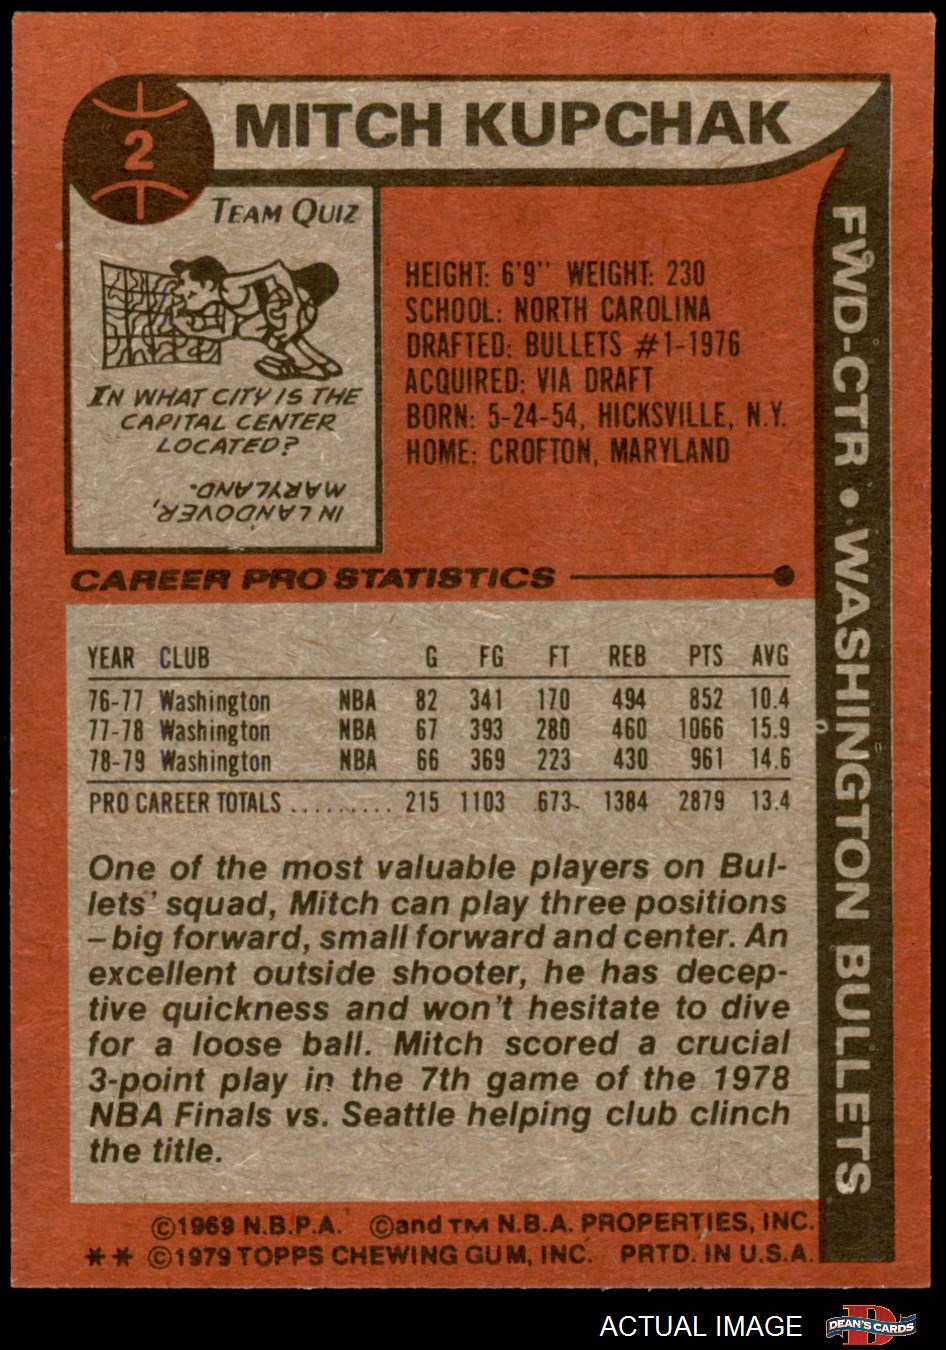 2
MITCH KUPCHAK
TEAM QUIZ
IN WHAT CITY IS THE
CAPITAL CENTER
LOCATED?
IN LANDOVER,
MARYLAND.
HEIGHT: 6'9" WEIGHT: 230
SCHOOL: NORTH CAROLINA
DRAFTED: BULLETS #1-1976
ACQUIRED: VIA DRAFT
BORN: 5-24-54, HICKSVILLE, N.Y.
HOME: CROFTON, MARYLAND
FWD-CTR • WASHINGTON BULLETS
CAREER PRO STATISTICS
YEAR CLUB G FG FT REB PTS AVG
76-77 Washington NBA 82 341 170 494 852 10.4
77-78 Washington NBA 67 393 280 460 1066 15.9
78-79 Washington NBA 66 369 223 430 961 14.6
PRO CAREER TOTALS ......... 215 1103 673 1384 2879 13.4
One of the most valuable players on Bul-
lets' squad, Mitch can play three positions
–big forward, small forward and center. An
excellent outside shooter, he has decep-
tive quickness and won't hesitate to dive
for a loose ball. Mitch scored a crucial
3-point play in the 7th game of the 1978
NBA Finals vs. Seattle helping club clinch
the title.
©1969 N.B.P.A. ©and TM N.B.A. PROPERTIES, INC.
** ©1979 TOPPS CHEWING GUM, INC. PRTD. IN U.S.A.
ACTUAL IMAGE
DEAN'S CARDS